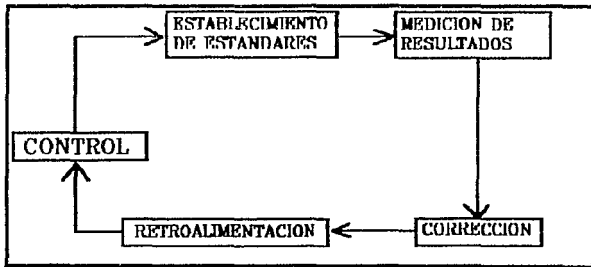 ESTABLECIMIENTO
DE ESTANDARES
MEDICION DE
RESULTADOS
CONTROL
RETROALIMENTACION
CORRECCION